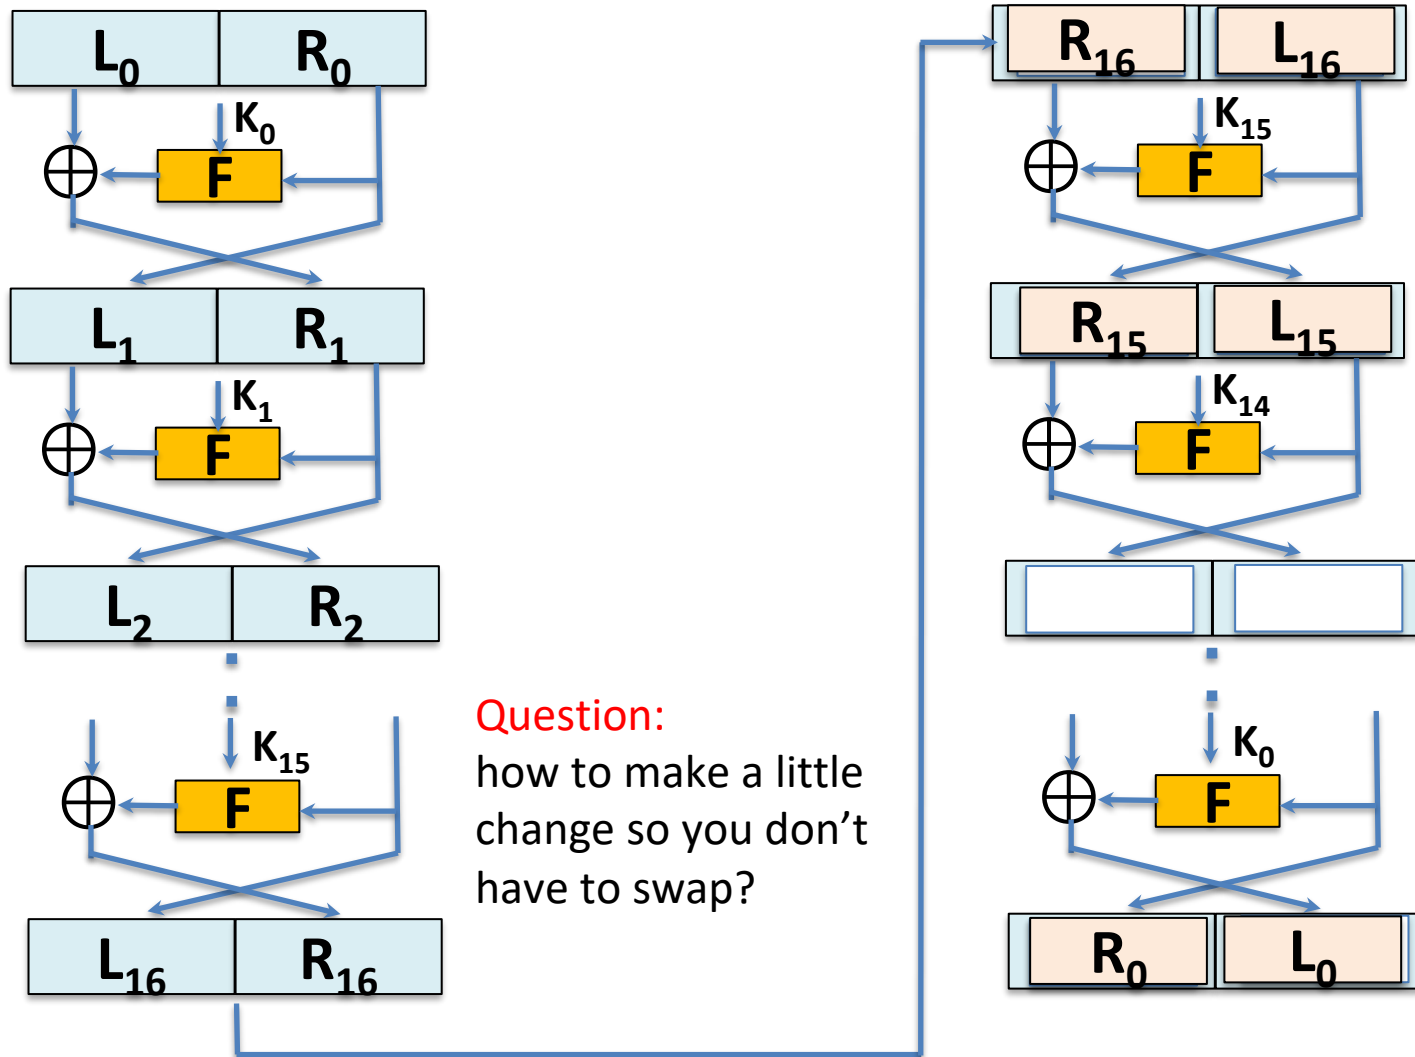 L₀ R₀
K₀
F
L₁ R₁
K₁
F
L₂ R₂
K₁₅
F
L₁₆ R₁₆
Question:
how to make a little
change so you don’t
have to swap?
R₁₆ L₁₆
K₁₅
F
R₁₅ L₁₅
K₁₄
F
K₀
F
R₀ L₀